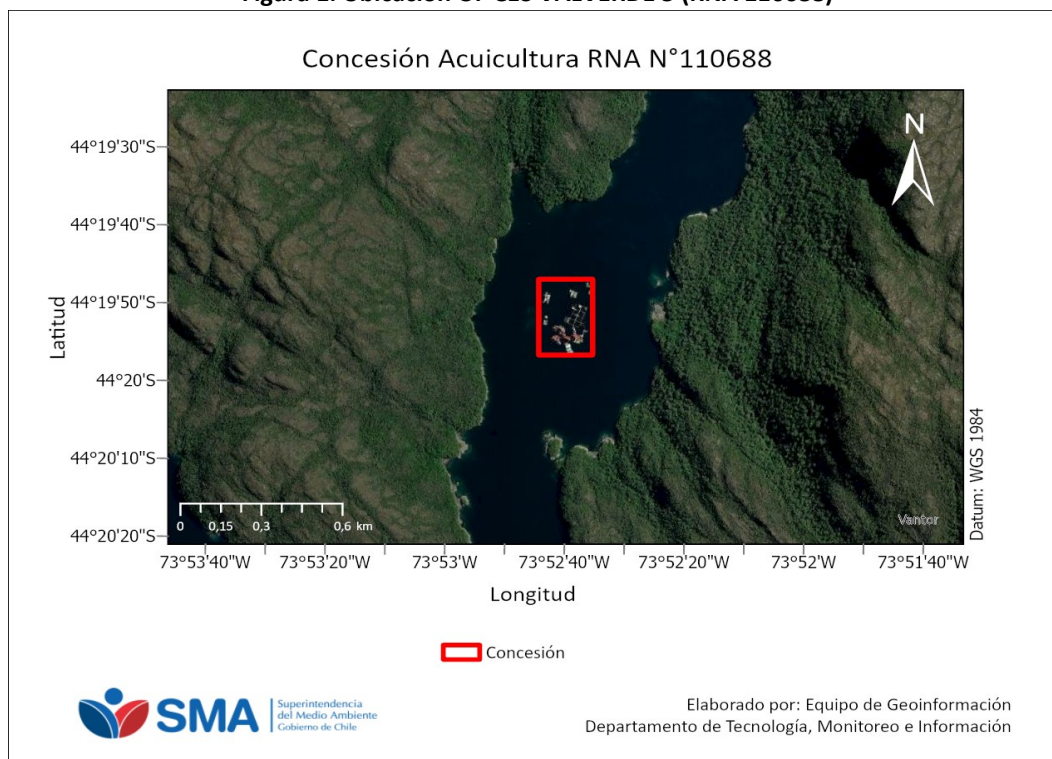 Concesión Acuicultura RNA N°110688
N
44°19'30"S
44°19'40"S
44°19'50"S
44°20'S
44°20'10"S
44°20'20"S
Latitud
0 0,15 0,3 0,6 km
Vantor
Datum: WGS 1984
73°53'40"W 73°53'20"W 73°53'W 73°52'40"W 73°52'20"W 73°52'W 73°51'40"W
Longitud
Concesión
SMA
Superintendencia
del Medio Ambiente
Gobierno de Chile
Elaborado por: Equipo de Geoinformación
Departamento de Tecnología, Monitoreo e Información